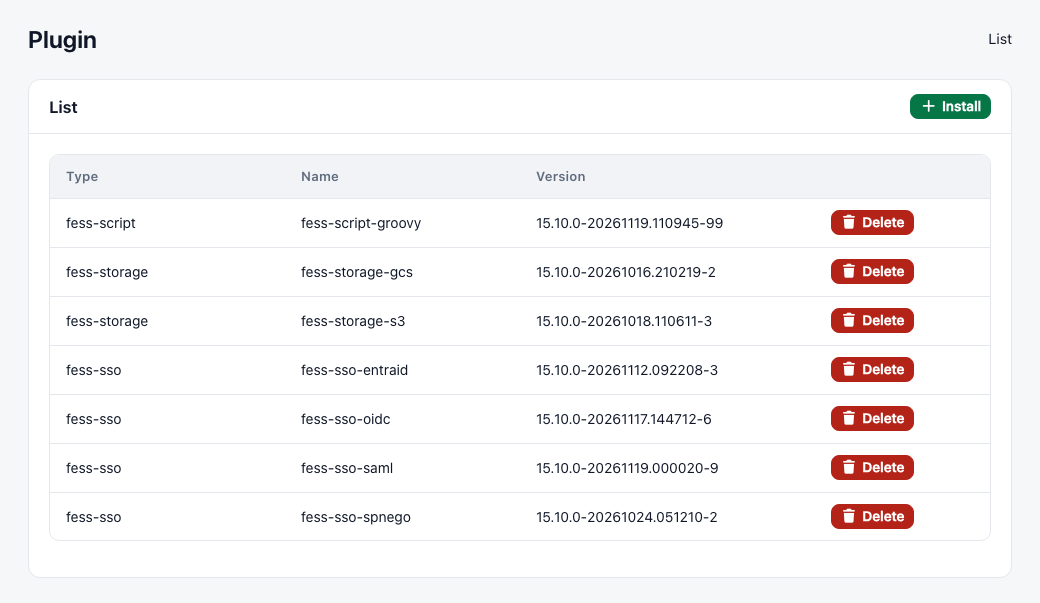 Plugin
List
List
Install
Type Name Version
fess-script fess-script-groovy 15.10.0-20261119.110945-99 Delete
fess-storage fess-storage-gcs 15.10.0-20261016.210219-2 Delete
fess-storage fess-storage-s3 15.10.0-20261018.110611-3 Delete
fess-sso fess-sso-entraid 15.10.0-20261112.092208-3 Delete
fess-sso fess-sso-oidc 15.10.0-20261117.144712-6 Delete
fess-sso fess-sso-saml 15.10.0-20261119.000020-9 Delete
fess-sso fess-sso-spnego 15.10.0-20261024.051210-2 Delete